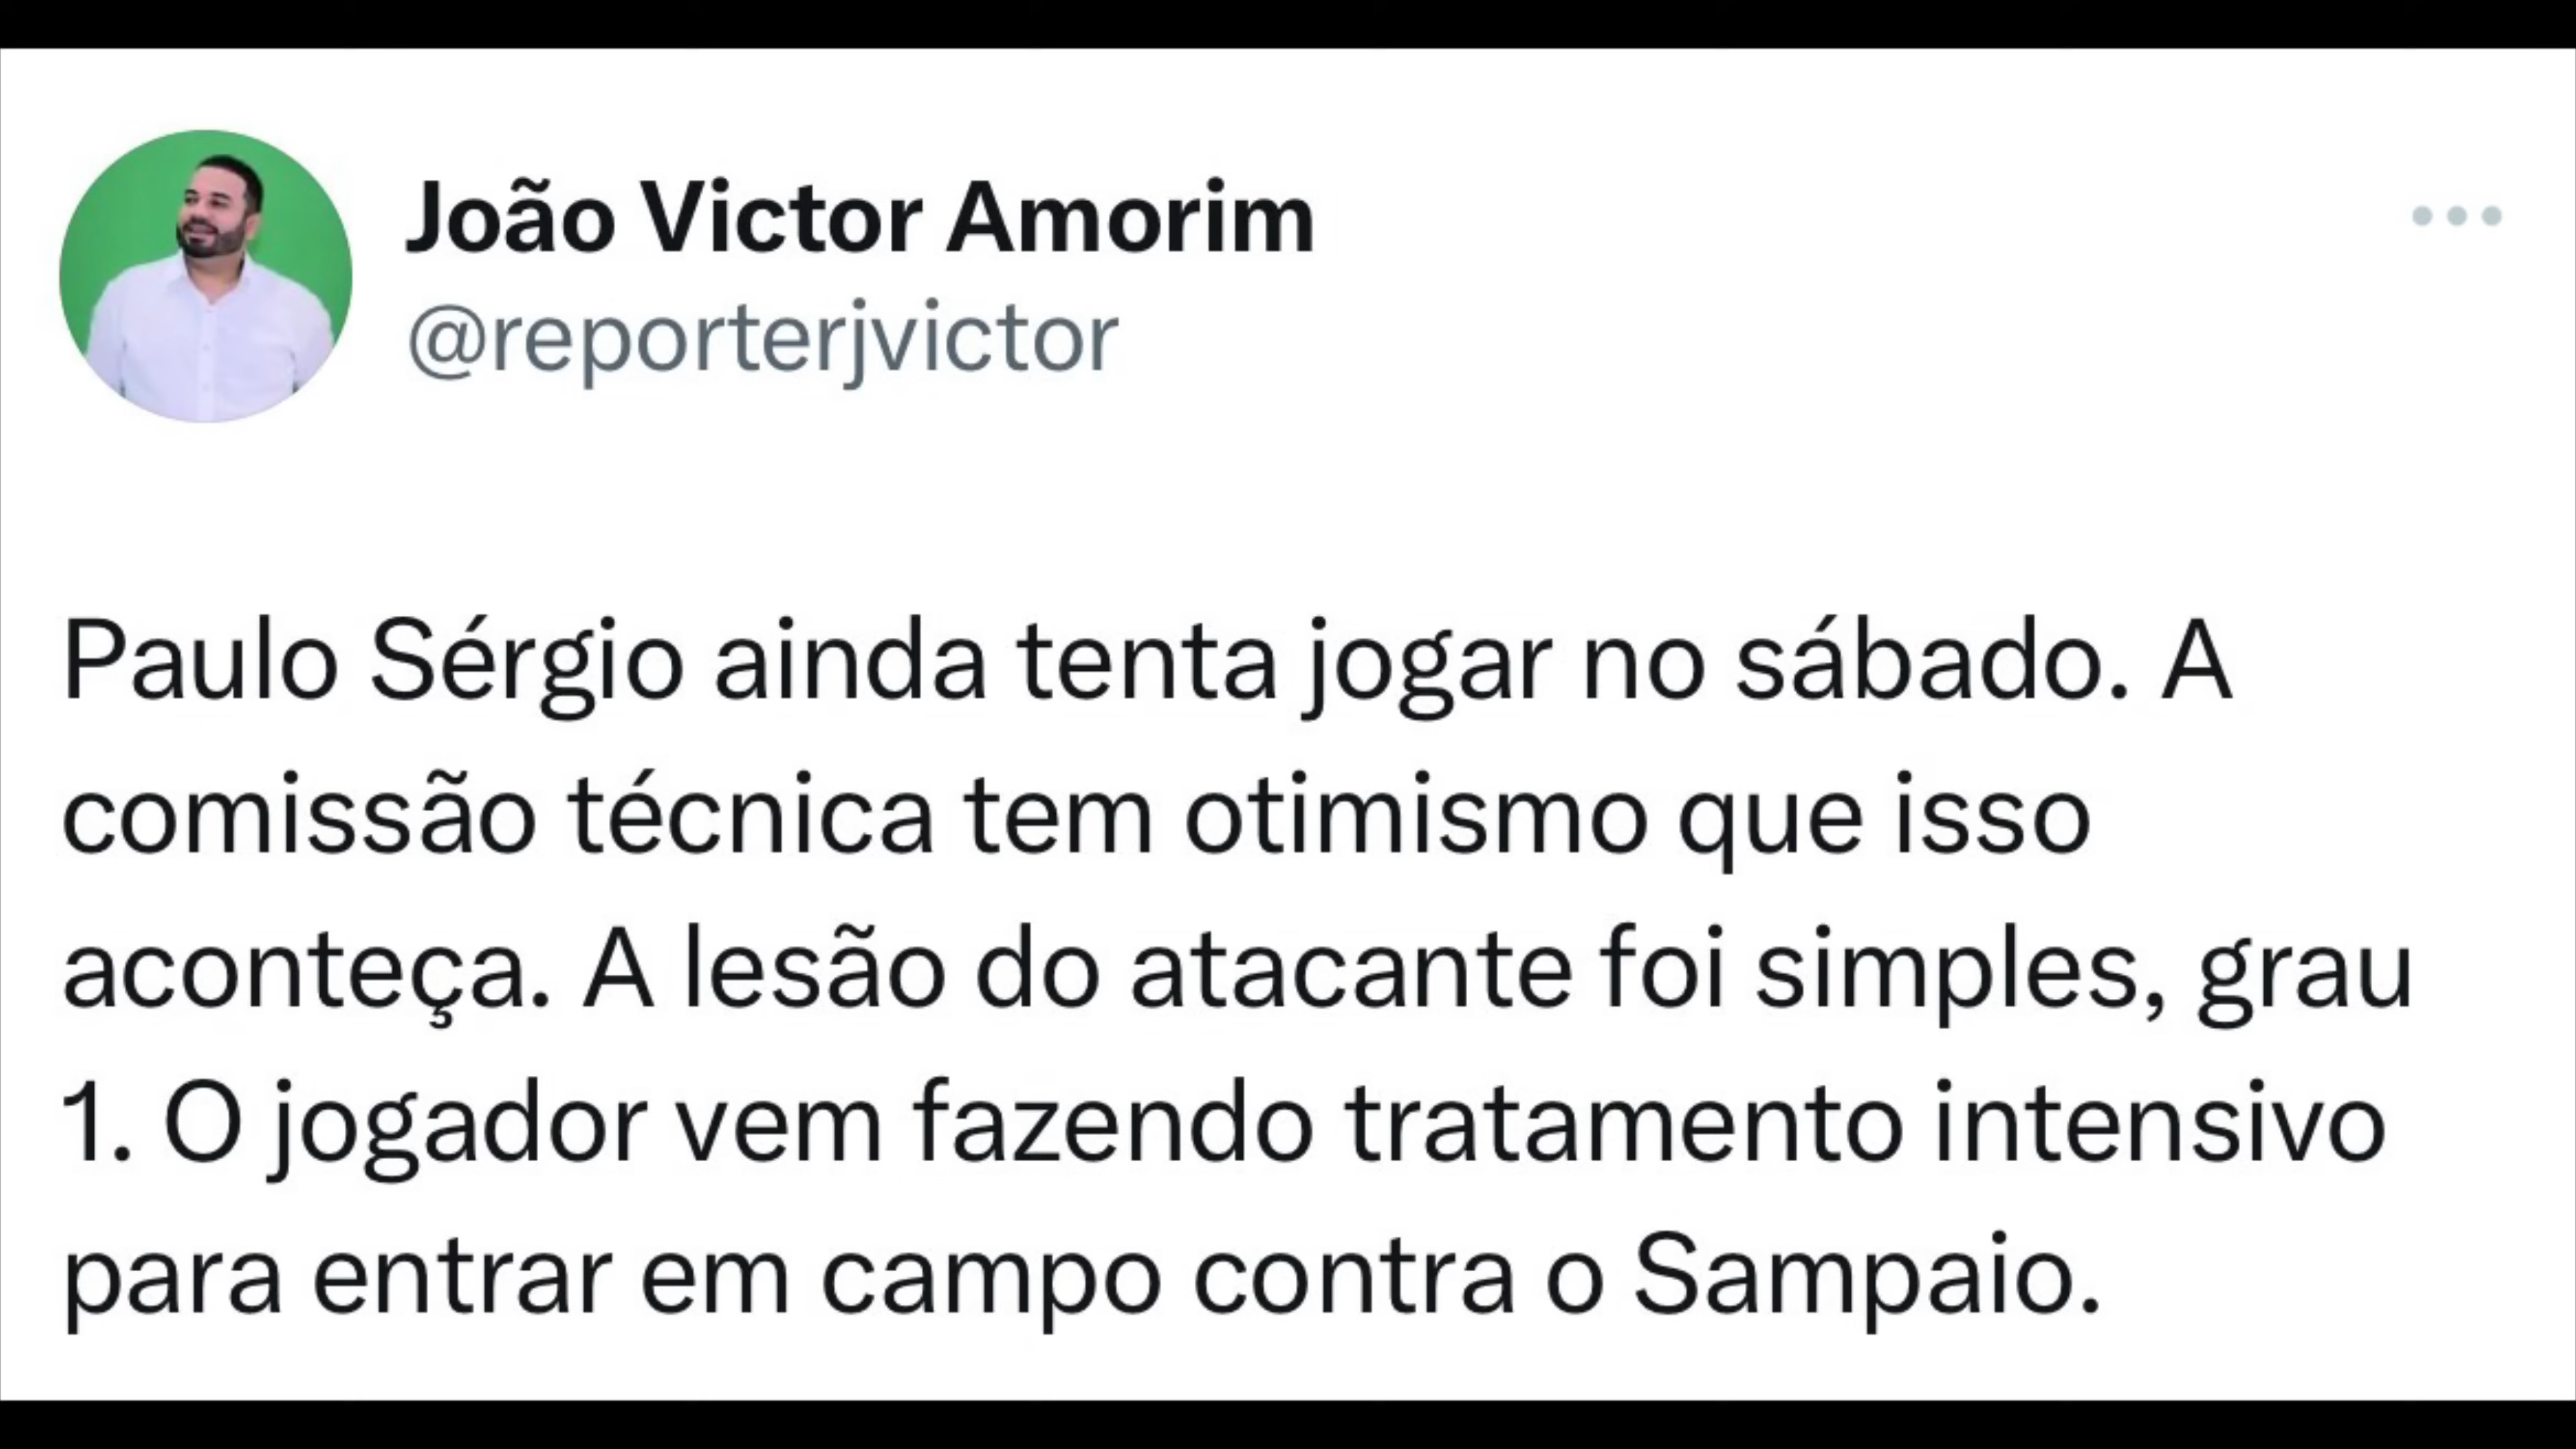 João Victor Amorim
@reporterjvictor
Paulo Sérgio ainda tenta jogar no sábado. A
comissão técnica tem otimismo que isso
aconteça. A lesão do atacante foi simples, grau
1. O jogador vem fazendo tratamento intensivo
para entrar em campo contra o Sampaio.